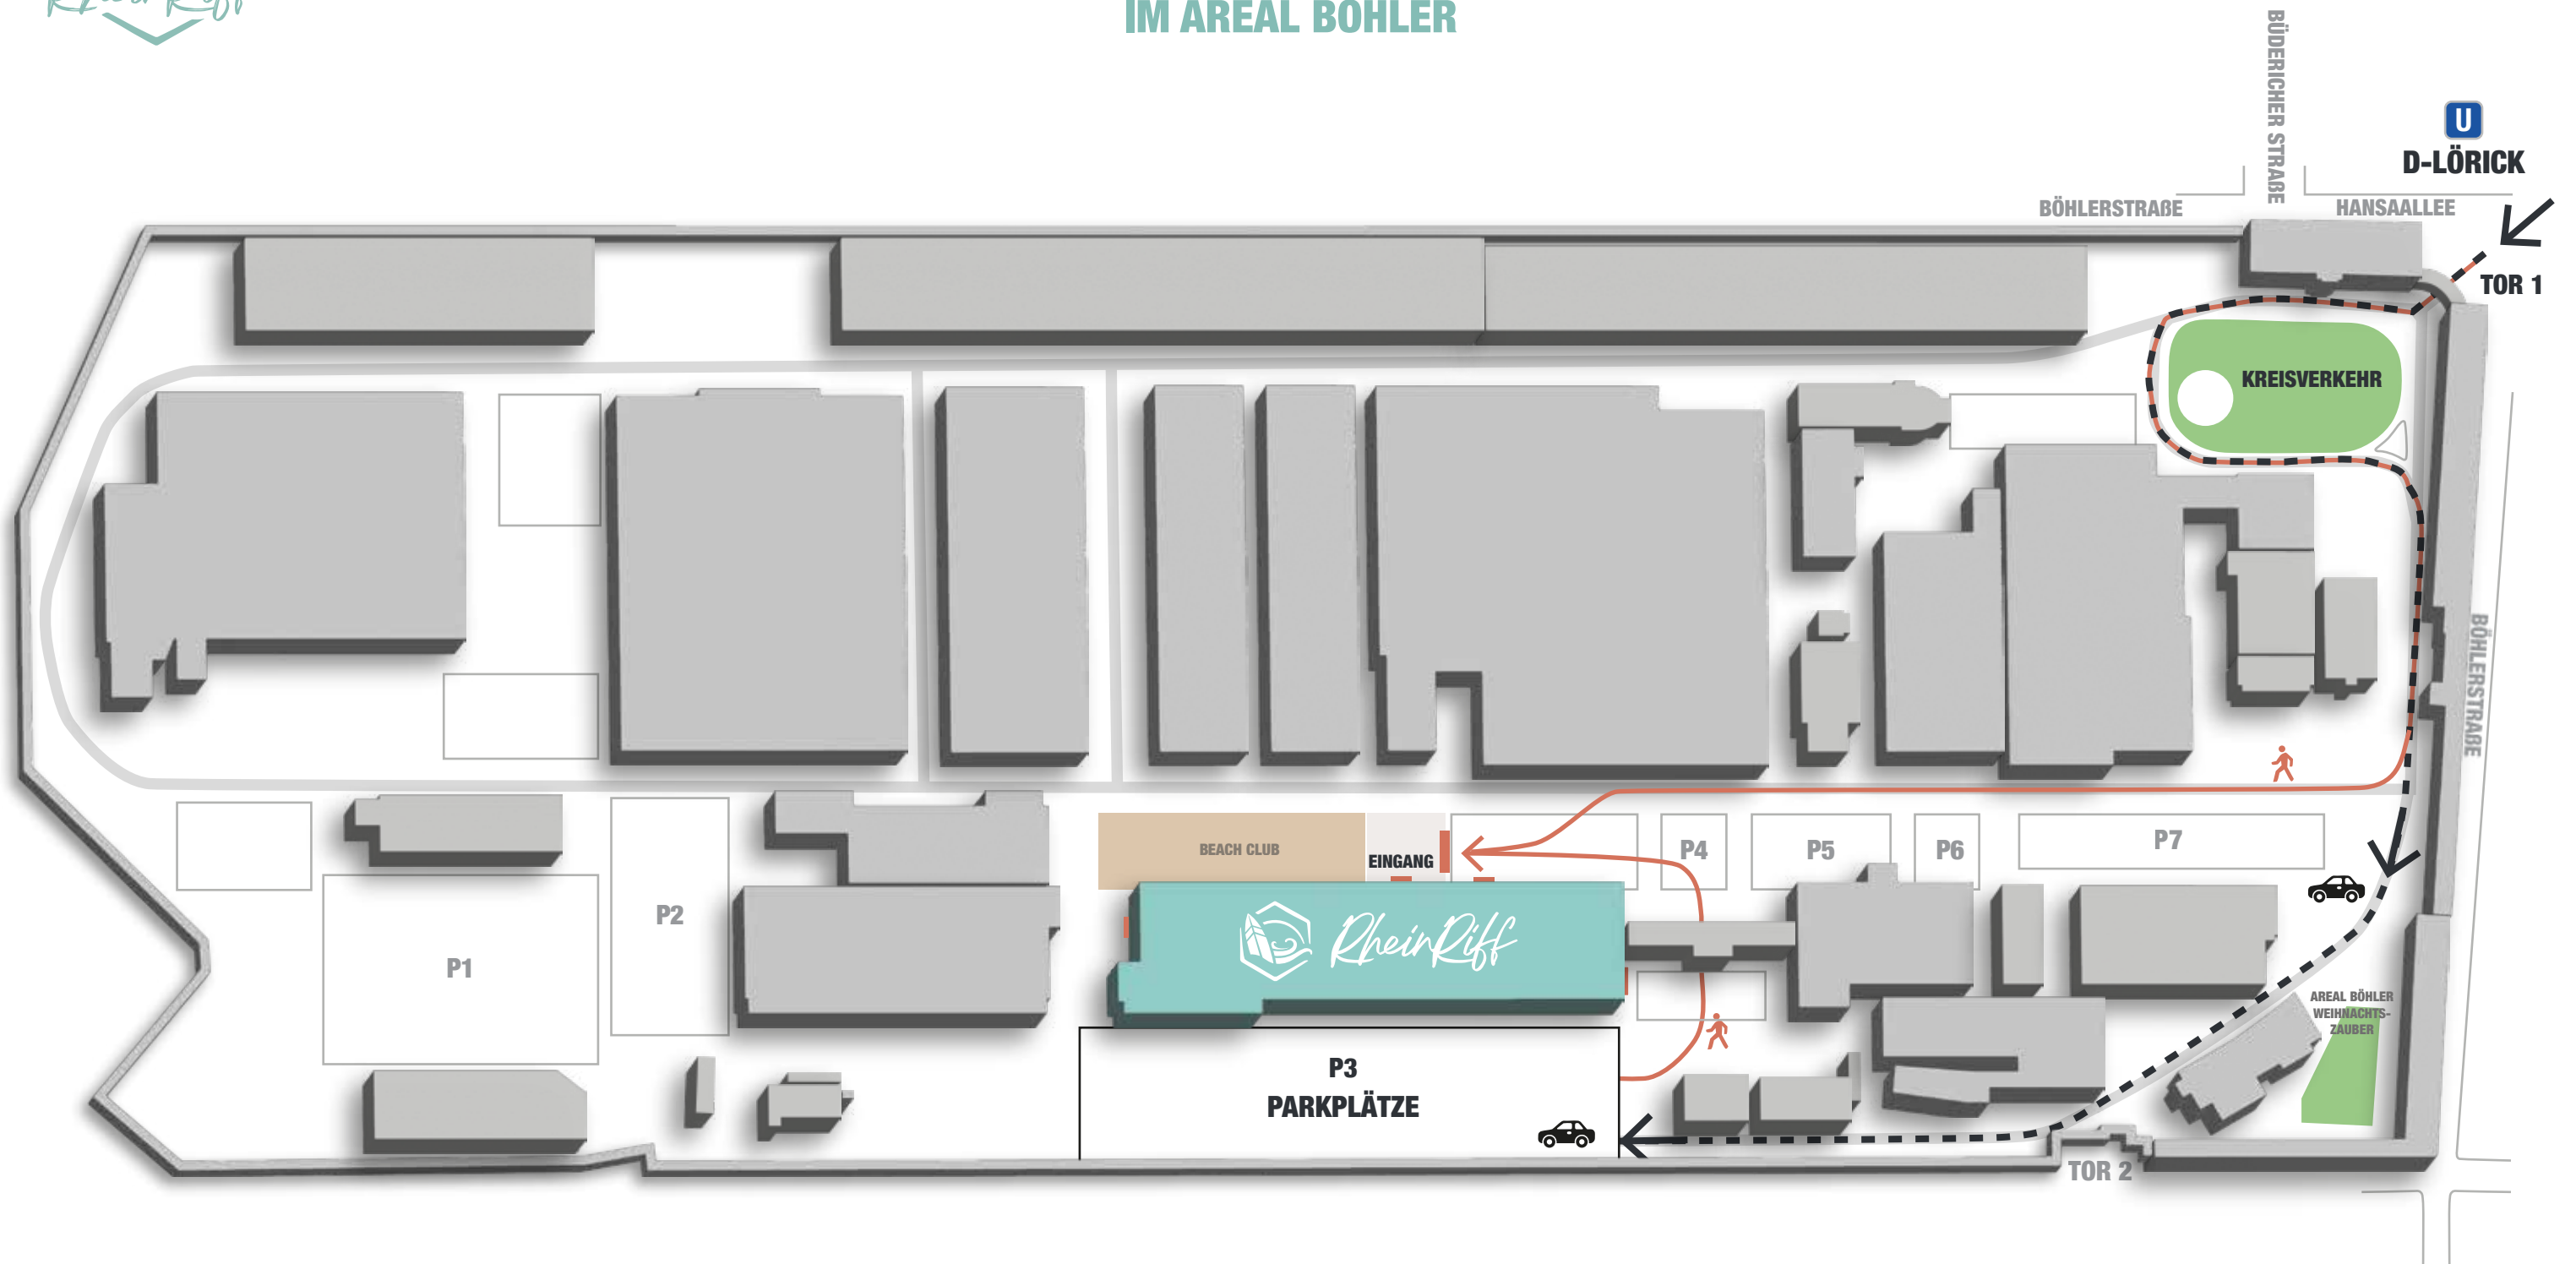 RheinRiff
IM AREAL BÖHLER
BÜDERICHER STRAßE
U
D-LÖRICK
BÖHLERSTRAßE
HANSAALLEE
TOR 1
KREISVERKEHR
BÖHLERSTRAßE
BEACH CLUB
EINGANG
P4
P5
P6
P7
P2
P1
RheinRiff
AREAL BÖHLER
WEIHNACHTS-
ZAUBER
P3
PARKPLÄTZE
TOR 2